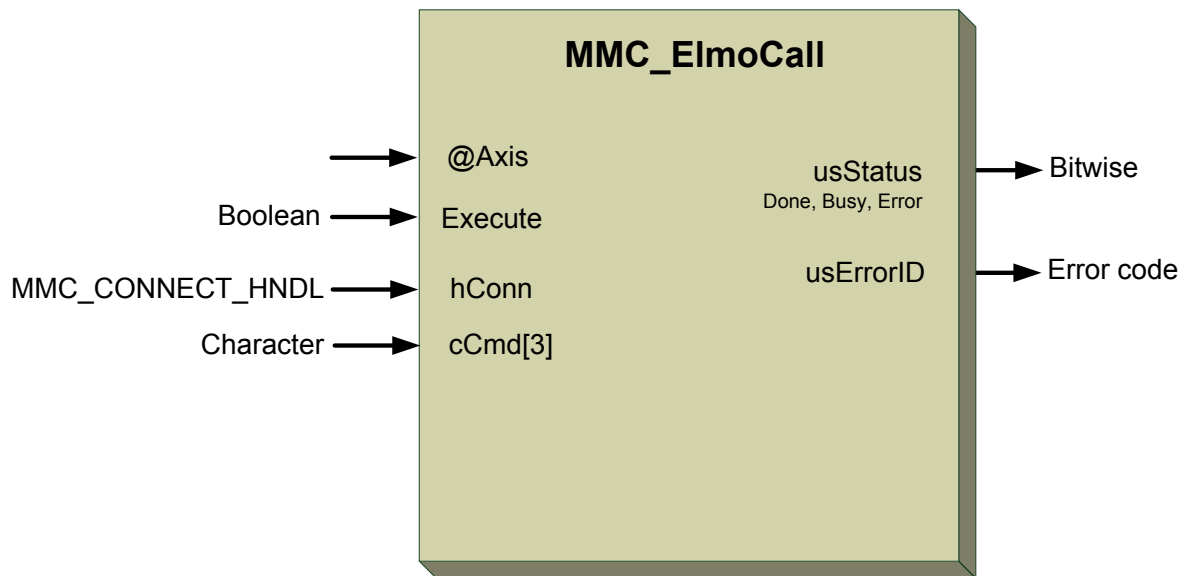 MMC_ElmoCall
@Axis
Boolean
Execute
MMC_CONNECT_HNDL
hConn
Character
cCmd[3]
usStatus
Done, Busy, Error
Bitwise
usErrorID
Error code